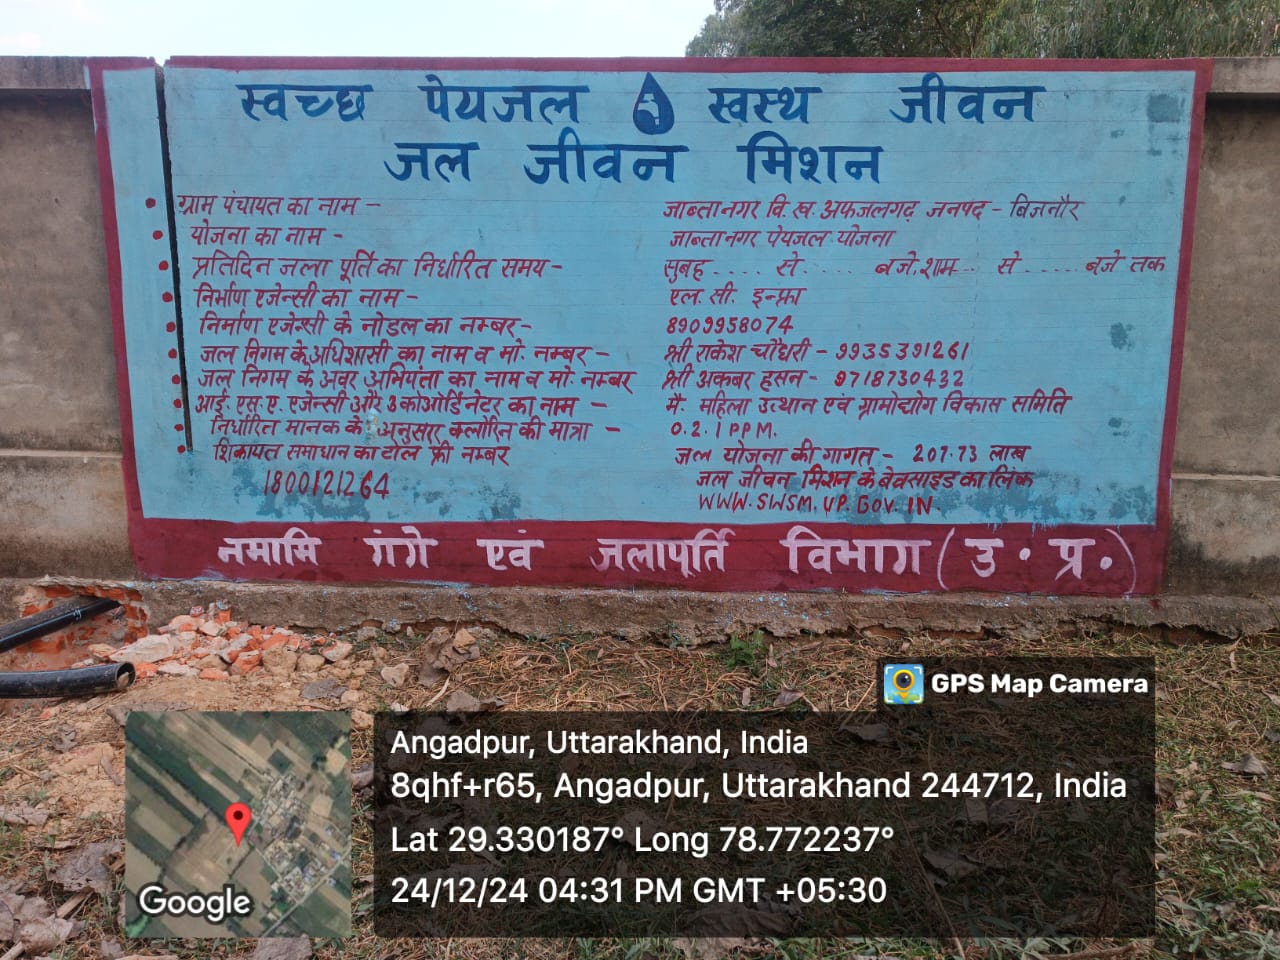 स्वच्छ पेयजल स्वस्थ जीवन
जल जीवन मिशन
• ग्राम पंचायत का नाम – जाब्तानगर वि.ख. अफजलगढ़ जनपद - बिजनौर
• योजना का नाम - जाब्तानगर पेयजल योजना
• प्रतिदिन जला पूर्ति का निर्धारित समय - सुबह .... से ..... बजे, शाम... से ..... बजे तक
• निर्माण एजेन्सी का नाम - एल. सी. इन्फ्रा
• निर्माण एजेन्सी के नोडल का नम्बर- 8909958074
• जल निगम के अधिशासी का नाम व मो. नम्बर - श्री राकेश चौधरी - 9935391261
• जल निगम के अवर अभियंता का नाम व मो. नम्बर श्री अकबर हसन - 9718730432
• आई. एस. ए. एजेन्सी और उकोओर्डिनेटर का नाम - मै. महिला उत्थान एवं ग्रामोद्योग विकास समिति
• निर्धारित मानक के अनुसार क्लोरिन की मात्रा - 0.2.1 PPM.
• शिकायत समाधान का टोल फ्री नम्बर जल योजना की गागत - 207.73 लाख
1800121264 जल जीवन मिशन के वेवसाइड का लिंक
WWW.SWSM.UP.GOV.IN.
नमामि गंगे एवं जलापूर्ति विभाग (उ.प्र.)
GPS Map Camera
Angadpur, Uttarakhand, India
8qhf+r65, Angadpur, Uttarakhand 244712, India
Lat 29.330187° Long 78.772237°
24/12/24 04:31 PM GMT +05:30
Google